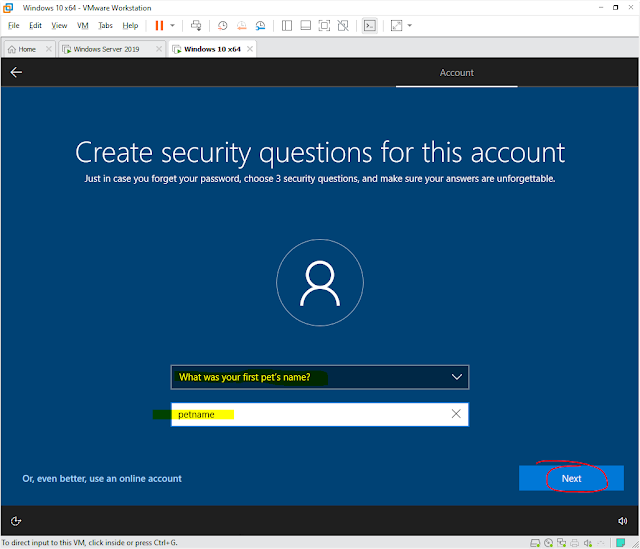 Windows 10 x64 - VMware Workstation
File Edit View VM Tabs Help
Home Windows Server 2019 Windows 10 x64
Account
Create security questions for this account
Just in case you forget your password, choose 3 security questions, and make sure your answers are unforgettable.
What was your first pet's name?
petname
Or, even better, use an online account
Next
To direct input to this VM, click inside or press Ctrl+G.